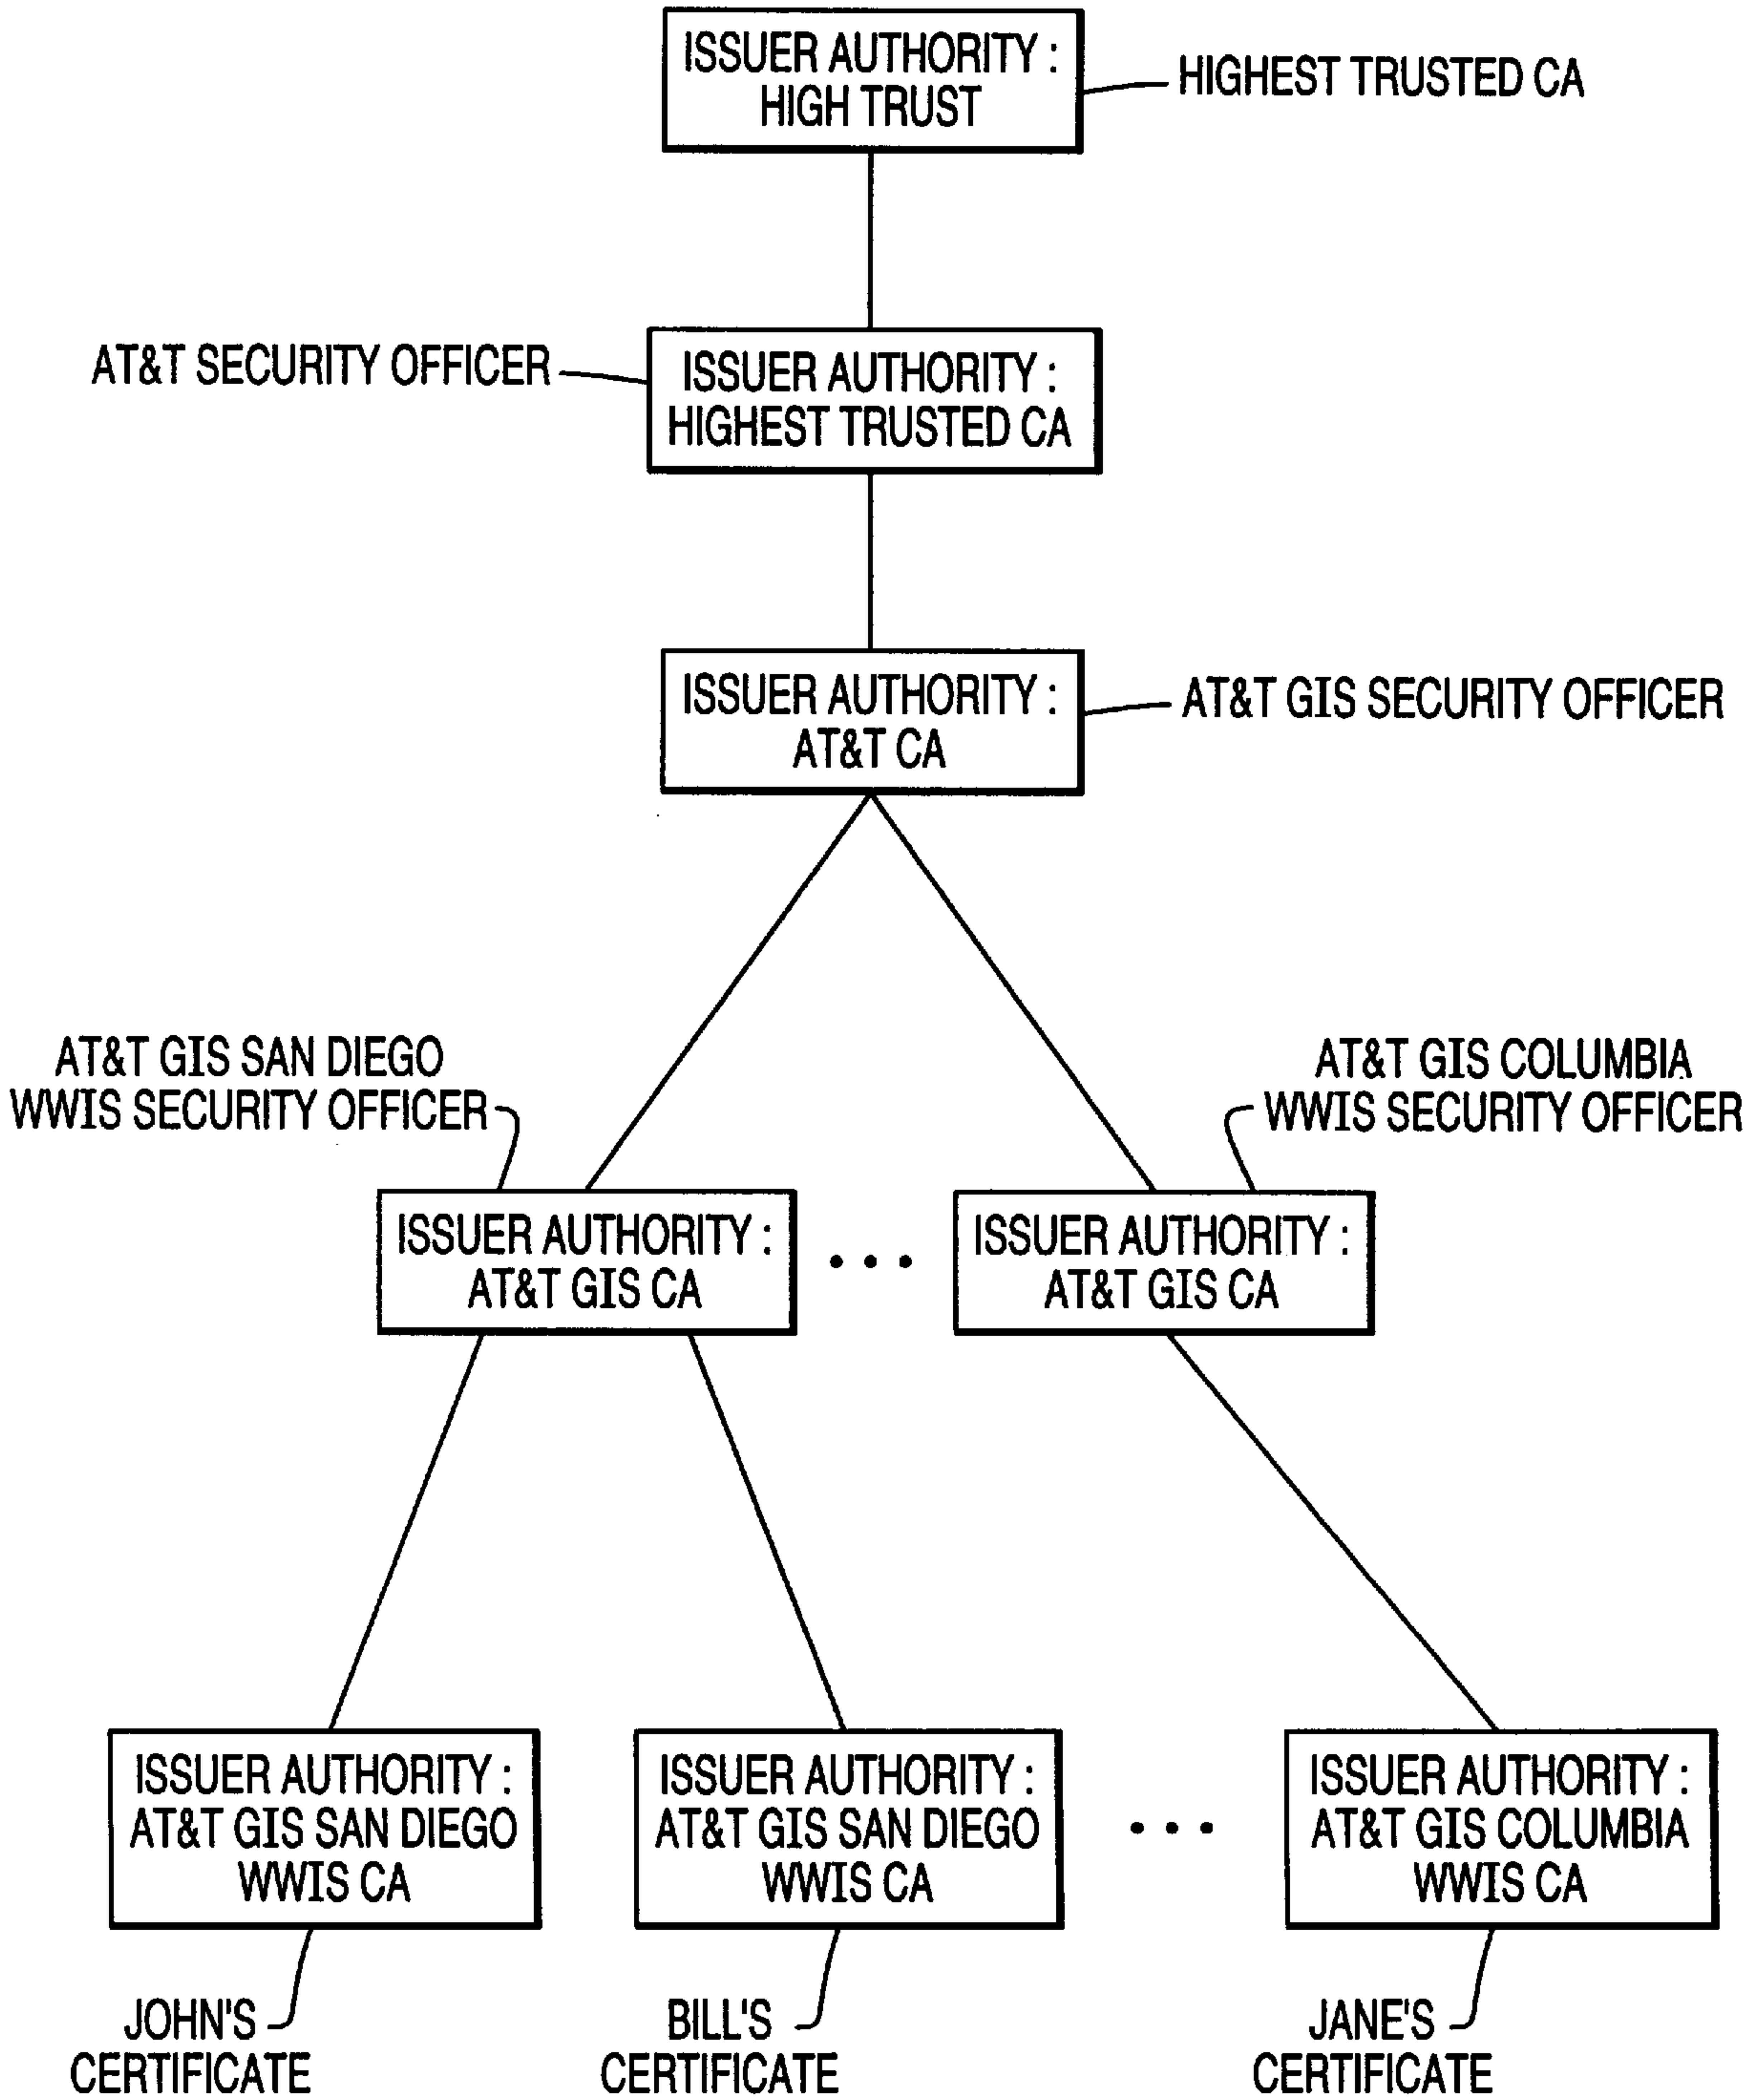 ISSUER AUTHORITY :
HIGH TRUST
HIGHEST TRUSTED CA
AT&T SECURITY OFFICER
ISSUER AUTHORITY :
HIGHEST TRUSTED CA
ISSUER AUTHORITY :
AT&T CA
AT&T GIS SECURITY OFFICER
AT&T GIS SAN DIEGO
WWIS SECURITY OFFICER
AT&T GIS COLUMBIA
WWIS SECURITY OFFICER
ISSUER AUTHORITY :
AT&T GIS CA
ISSUER AUTHORITY :
AT&T GIS CA
ISSUER AUTHORITY :
AT&T GIS SAN DIEGO
WWIS CA
ISSUER AUTHORITY :
AT&T GIS SAN DIEGO
WWIS CA
ISSUER AUTHORITY :
AT&T GIS COLUMBIA
WWIS CA
JOHN'S
CERTIFICATE
BILL'S
CERTIFICATE
JANE'S
CERTIFICATE